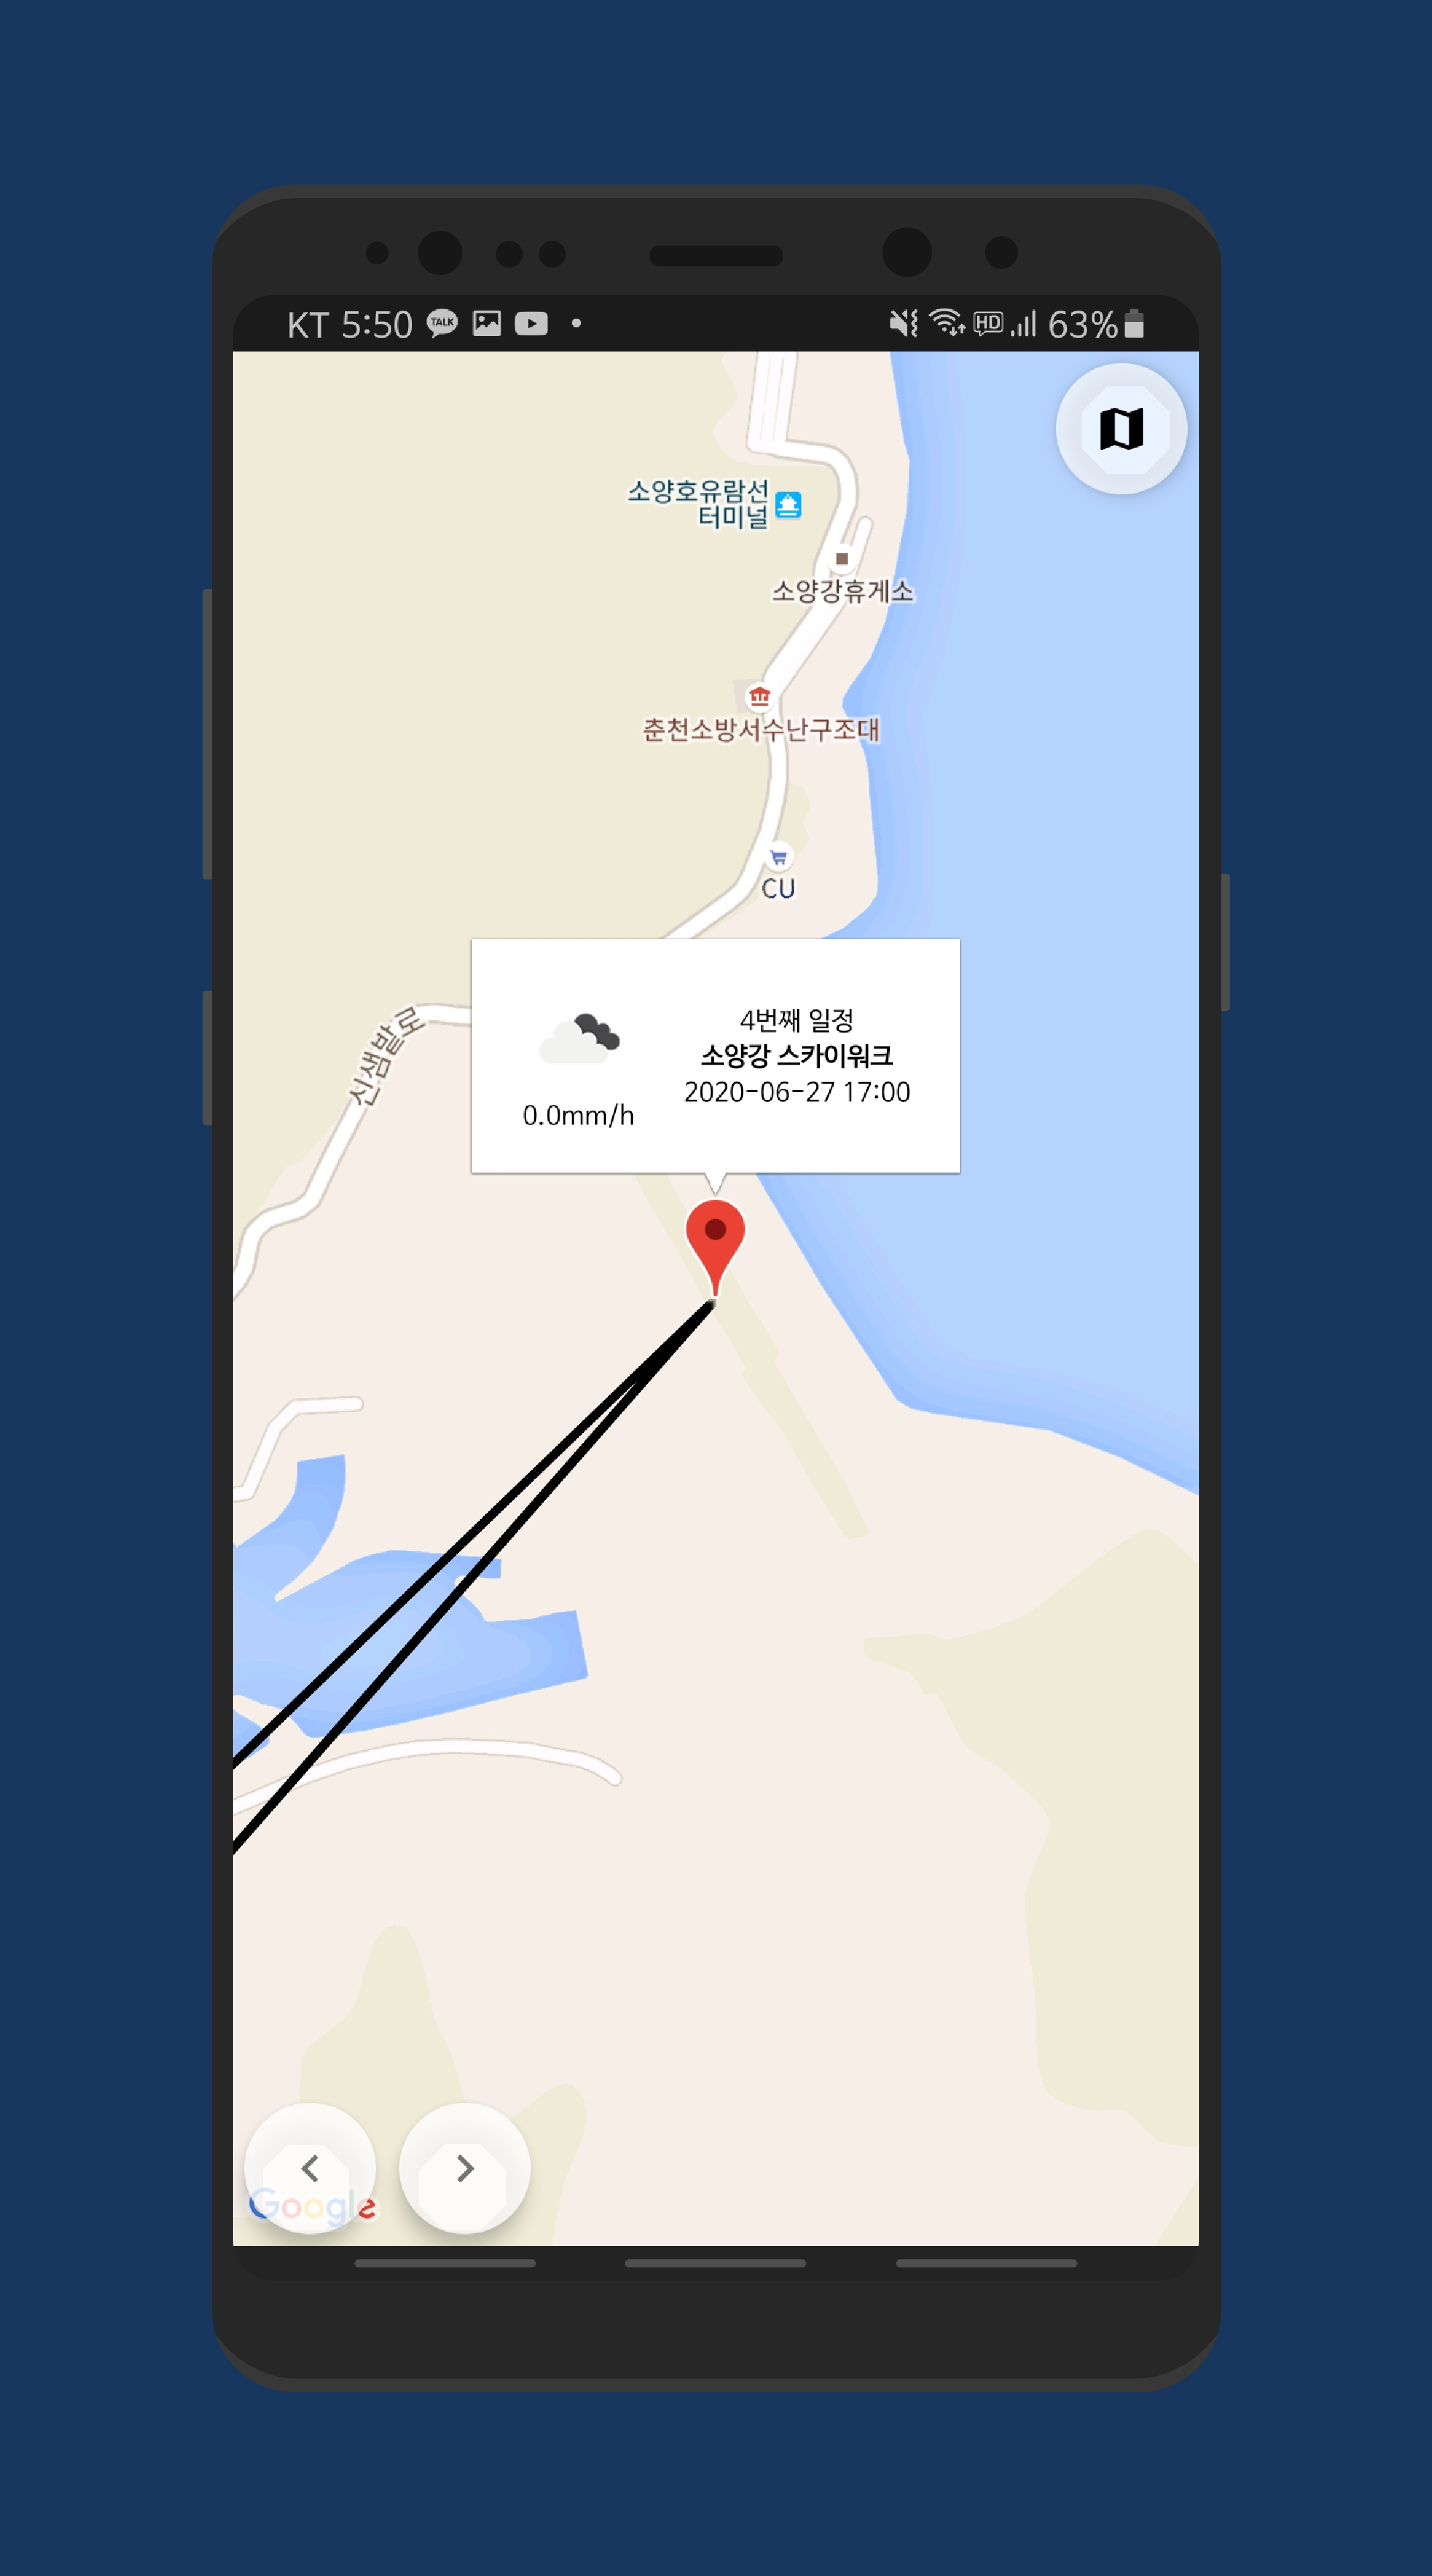 KT 5:50 TALK HD 63%
소양호유람선
터미널
소양강휴게소
춘천소방서수난구조대
CU
신샘밭로
4번째 일정
소양강 스카이워크
2020-06-27 17:00
0.0mm/h
Google